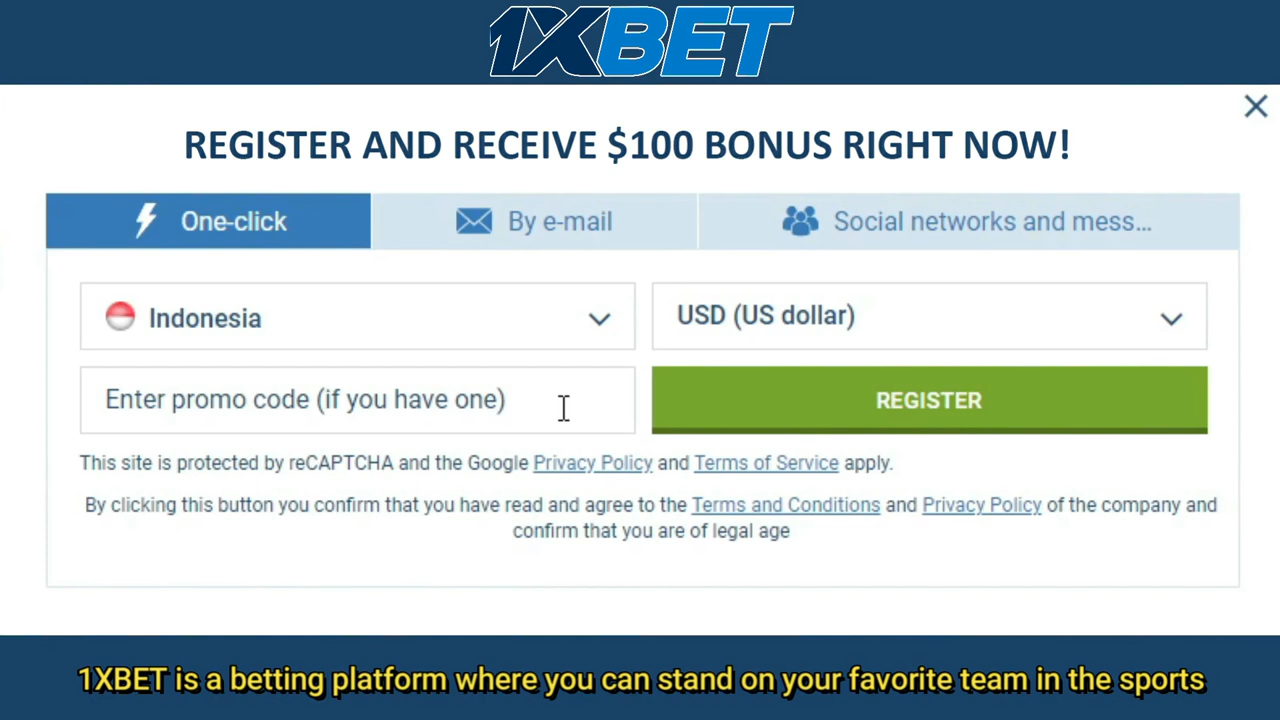 1XBET
REGISTER AND RECEIVE $100 BONUS RIGHT NOW!
One-click
By e-mail
Social networks and mess...
Indonesia
USD (US dollar)
Enter promo code (if you have one)
REGISTER
This site is protected by reCAPTCHA and the Google Privacy Policy and Terms of Service apply.
By clicking this button you confirm that you have read and agree to the Terms and Conditions and Privacy Policy of the company and
confirm that you are of legal age
1XBET is a betting platform where you can stand on your favorite team in the sports